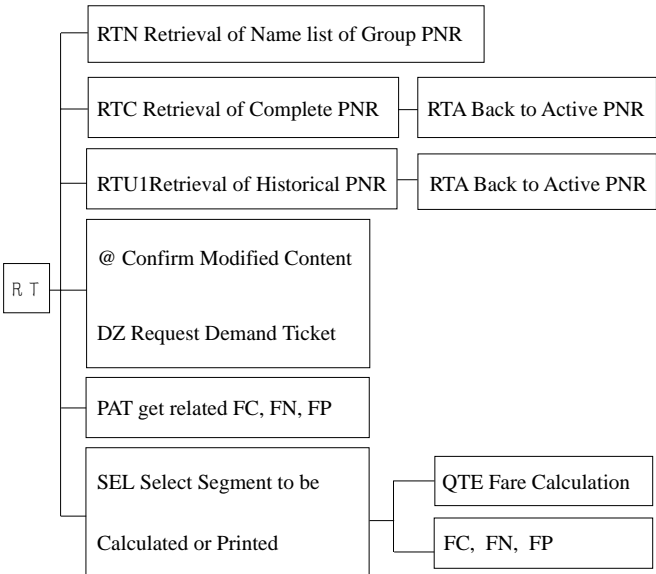 RTN Retrieval of Name list of Group PNR
RTC Retrieval of Complete PNR
RTA Back to Active PNR
RTU1Retrieval of Historical PNR
RTA Back to Active PNR
@ Confirm Modified Content
R T
DZ Request Demand Ticket
PAT get related FC, FN, FP
SEL Select Segment to be
QTE Fare Calculation
Calculated or Printed
FC, FN, FP